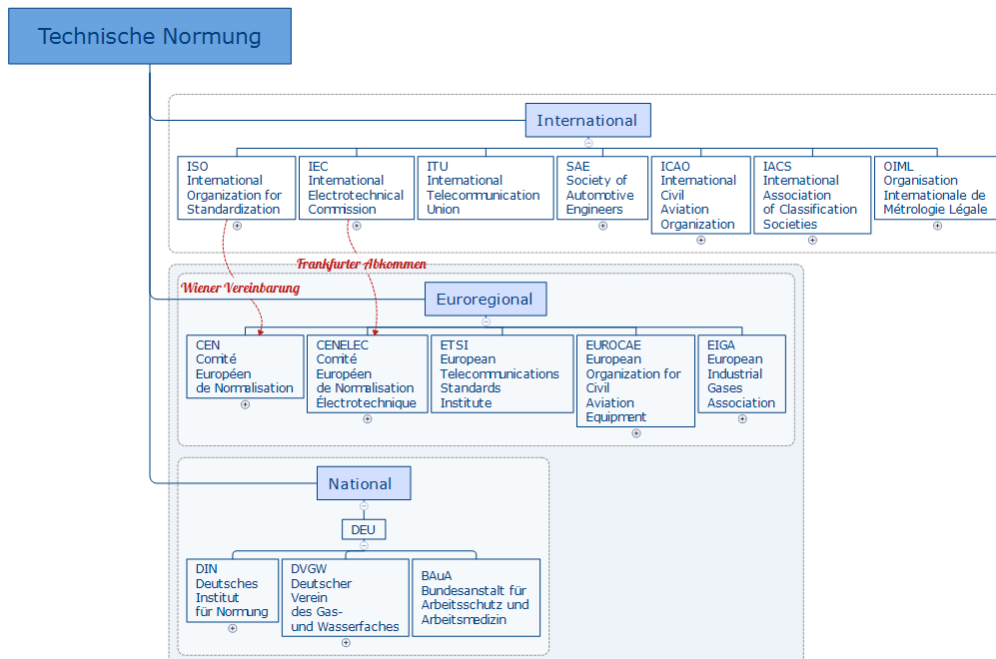 Technische Normung
International
ISO
International
Organization for
Standardization
IEC
International
Electrotechnical
Commission
ITU
International
Telecommunication
Union
SAE
Society of
Automotive
Engineers
ICAO
International
Civil
Aviation
Organization
IACS
International
Association
of Classification
Societies
OIML
Organisation
Internationale de
Métrologie Légale
Frankfurter Abkommen
Wiener Vereinbarung
Euroregional
CEN
Comité
Européen
de Normalisation
CENELEC
Comité
Européen
de Normalisation
Électrotechnique
ETSI
European
Telecommunications
Standards
Institute
EUROCAE
European
Organization for
Civil
Aviation
Equipment
EIGA
European
Industrial
Gases
Association
National
DEU
DIN
Deutsches
Institut
für Normung
DVGW
Deutscher
Verein
des Gas-
und Wasserfaches
BAuA
Bundesanstalt für
Arbeitsschutz und
Arbeitsmedizin